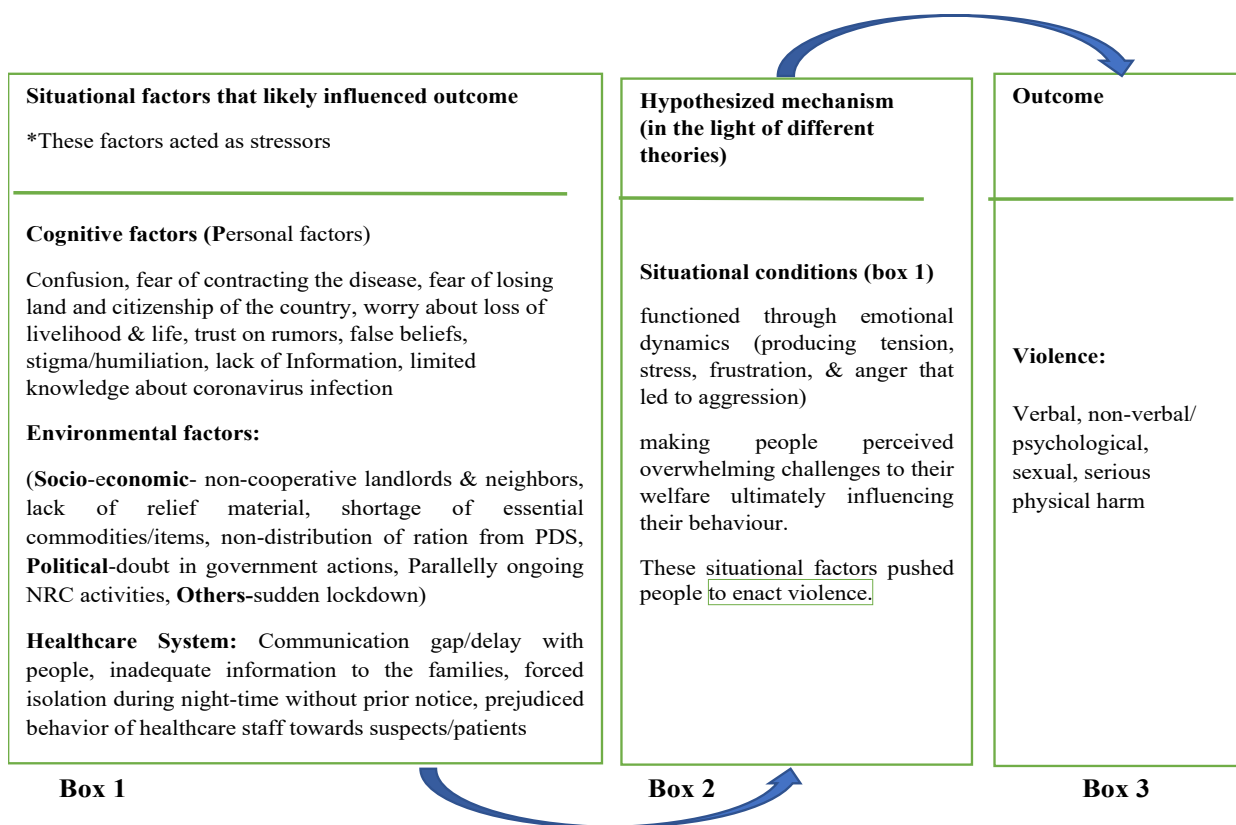 Situational factors that likely influenced outcome
*These factors acted as stressors
Cognitive factors (Personal factors)
Confusion, fear of contracting the disease, fear of losing
land and citizenship of the country, worry about loss of
livelihood & life, trust on rumors, false beliefs,
stigma/humiliation, lack of Information, limited
knowledge about coronavirus infection
Environmental factors:
(Socio-economic- non-cooperative landlords & neighbors,
lack of relief material, shortage of essential
commodities/items, non-distribution of ration from PDS,
Political-doubt in government actions, Parallelly ongoing
NRC activities, Others-sudden lockdown)
Healthcare System: Communication gap/delay with
people, inadequate information to the families, forced
isolation during night-time without prior notice, prejudiced
behavior of healthcare staff towards suspects/patients
Box 1
Hypothesized mechanism
(in the light of different
theories)
Situational conditions (box 1)
functioned through emotional
dynamics (producing tension,
stress, frustration, & anger that
led to aggression)
making people perceived
overwhelming challenges to their
welfare ultimately influencing
their behaviour.
These situational factors pushed
people to enact violence.
Box 2
Outcome
Violence:
Verbal, non-verbal/
psychological,
sexual, serious
physical harm
Box 3